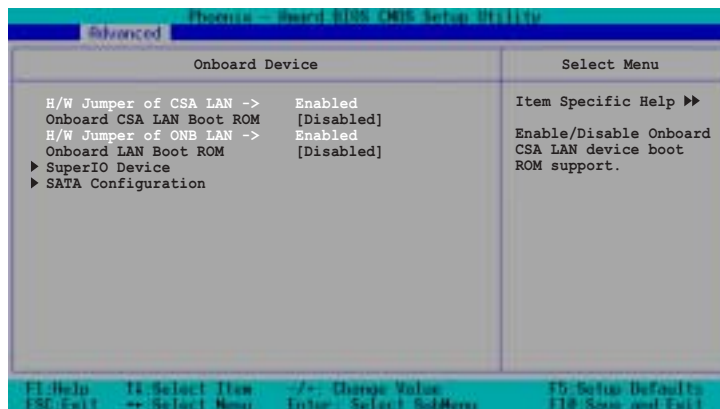 Phoenix - Award BIOS CMOS Setup Utility
Advanced
Onboard Device
Select Menu
H/W Jumper of CSA LAN -> Enabled
Onboard CSA LAN Boot ROM [Disabled]
H/W Jumper of ONB LAN -> Enabled
Onboard LAN Boot ROM [Disabled]
▶ SuperIO Device
▶ SATA Configuration
Item Specific Help ▶▶
Enable/Disable Onboard
CSA LAN device boot
ROM support.
F1:Help ↑↓ Select Item -/+: Change Value F5:Setup Defaults
ESC:Exit ↔ Select Menu Enter: Select SubMenu F10:Save and Exit